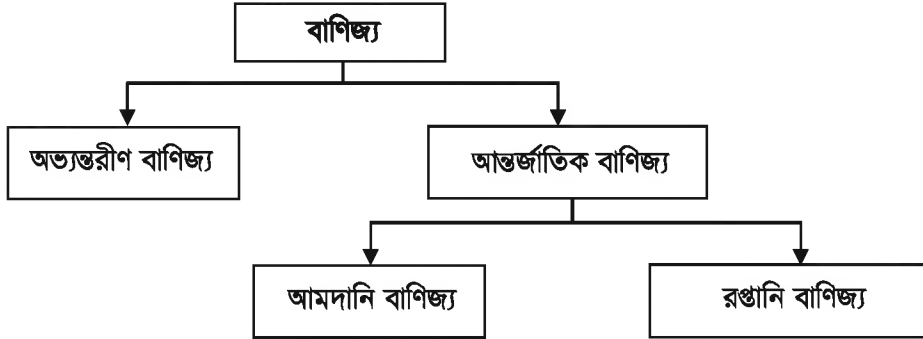 বাণিজ্য
অভ্যন্তরীণ বাণিজ্য
আন্তর্জাতিক বাণিজ্য
আমদানি বাণিজ্য
রপ্তানি বাণিজ্য